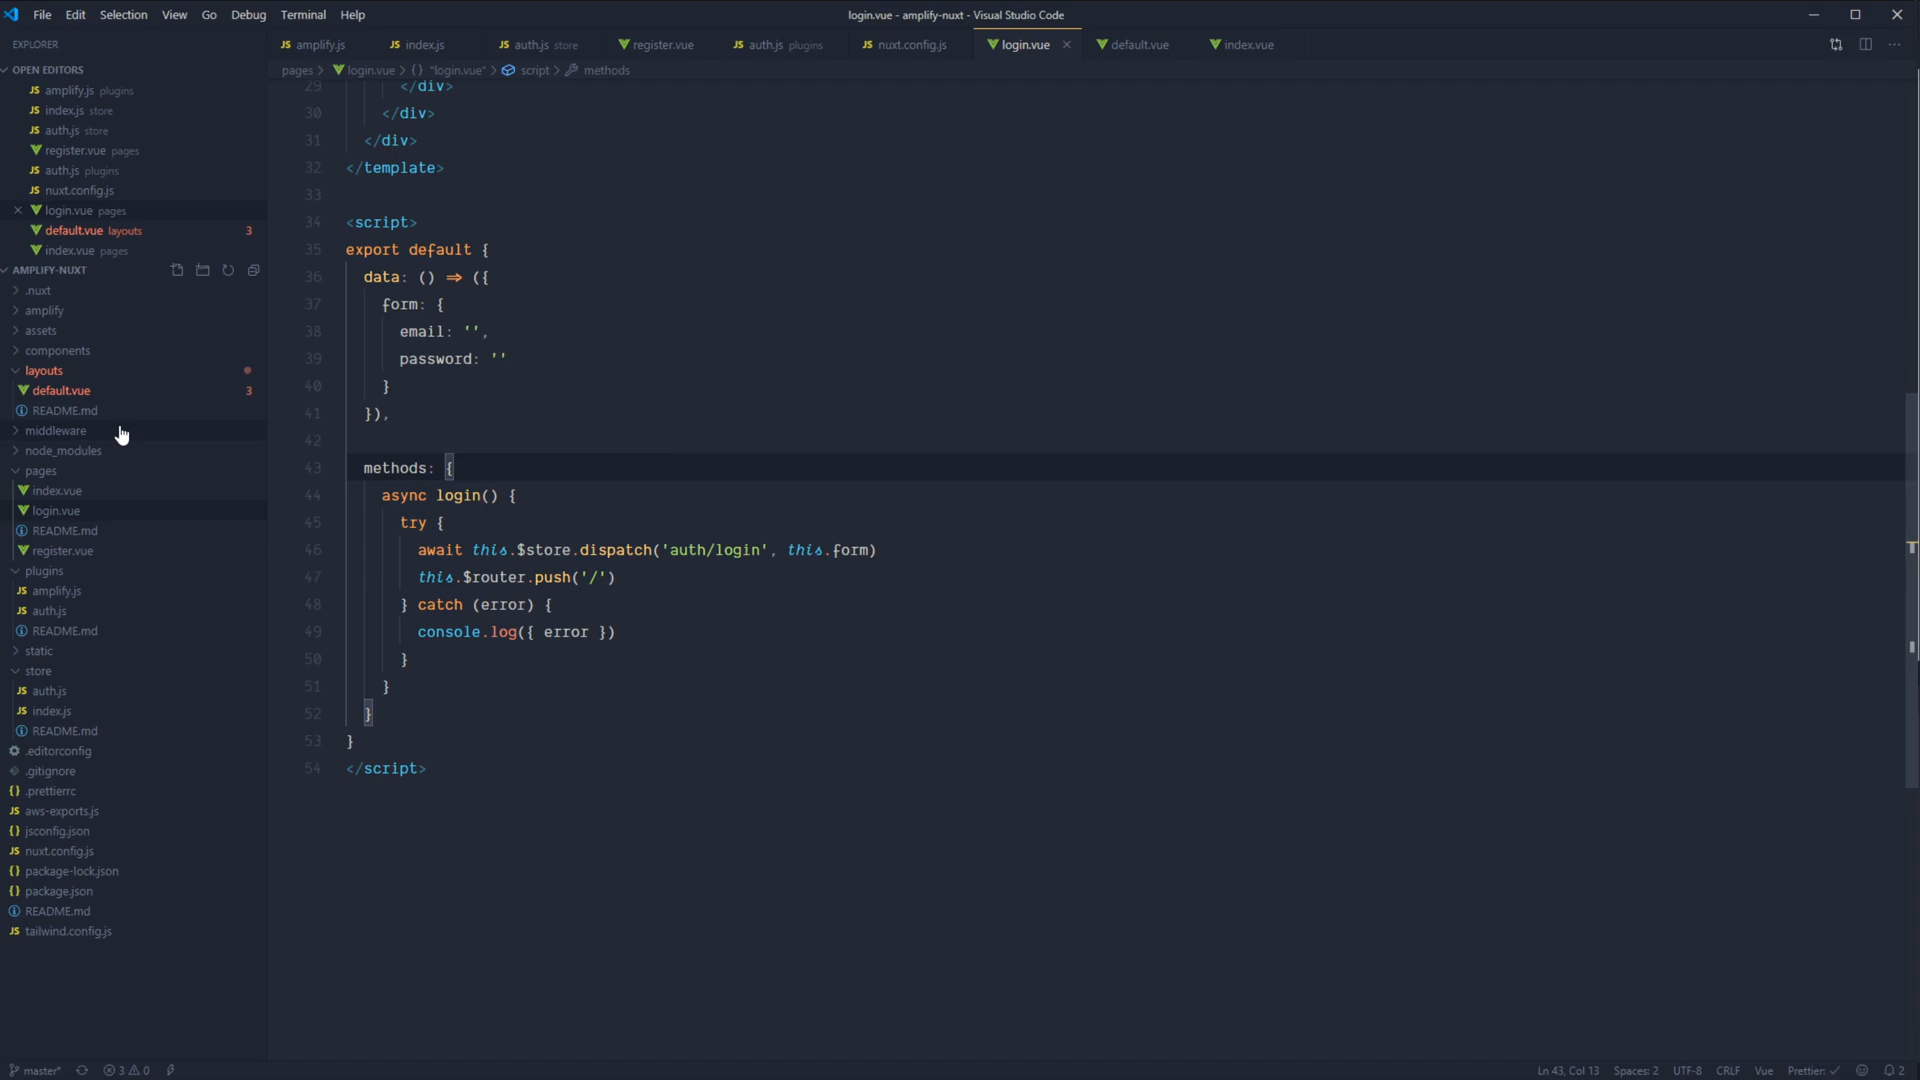 File Edit Selection View Go Debug Terminal Help
login.vue - amplify-nuxt - Visual Studio Code
EXPLORER
OPEN EDITORS
JS amplify.js plugins
JS index.js store
JS auth.js store
register.vue pages
JS auth.js plugins
JS nuxt.config.js
login.vue pages
default.vue layouts 3
index.vue pages
AMPLIFY-NUXT
.nuxt
amplify
assets
components
layouts
default.vue 3
README.md
middleware
node_modules
pages
index.vue
login.vue
README.md
register.vue
plugins
JS amplify.js
JS auth.js
README.md
static
store
JS auth.js
JS index.js
README.md
.editorconfig
.gitignore
{} .prettierrc
JS aws-exports.js
{} jsconfig.json
JS nuxt.config.js
{} package-lock.json
{} package.json
README.md
JS tailwind.config.js
JS amplify.js JS index.js JS auth.js store register.vue JS auth.js plugins JS nuxt.config.js login.vue default.vue index.vue
pages > login.vue > {} "login.vue" > script > methods
29 </div>
30 </div>
31 </div>
32 </template>
33
34 <script>
35 export default {
36 data: () => ({
37 form: {
38 email: '',
39 password: ''
40 }
41 }),
42
43 methods: {
44 async login() {
45 try {
46 await this.$store.dispatch('auth/login', this.form)
47 this.$router.push('/')
48 } catch (error) {
49 console.log({ error })
50 }
51 }
52 }
53 }
54 </script>
master* 3 0 Ln 43, Col 13 Spaces: 2 UTF-8 CRLF Vue Prettier: ✓ 2